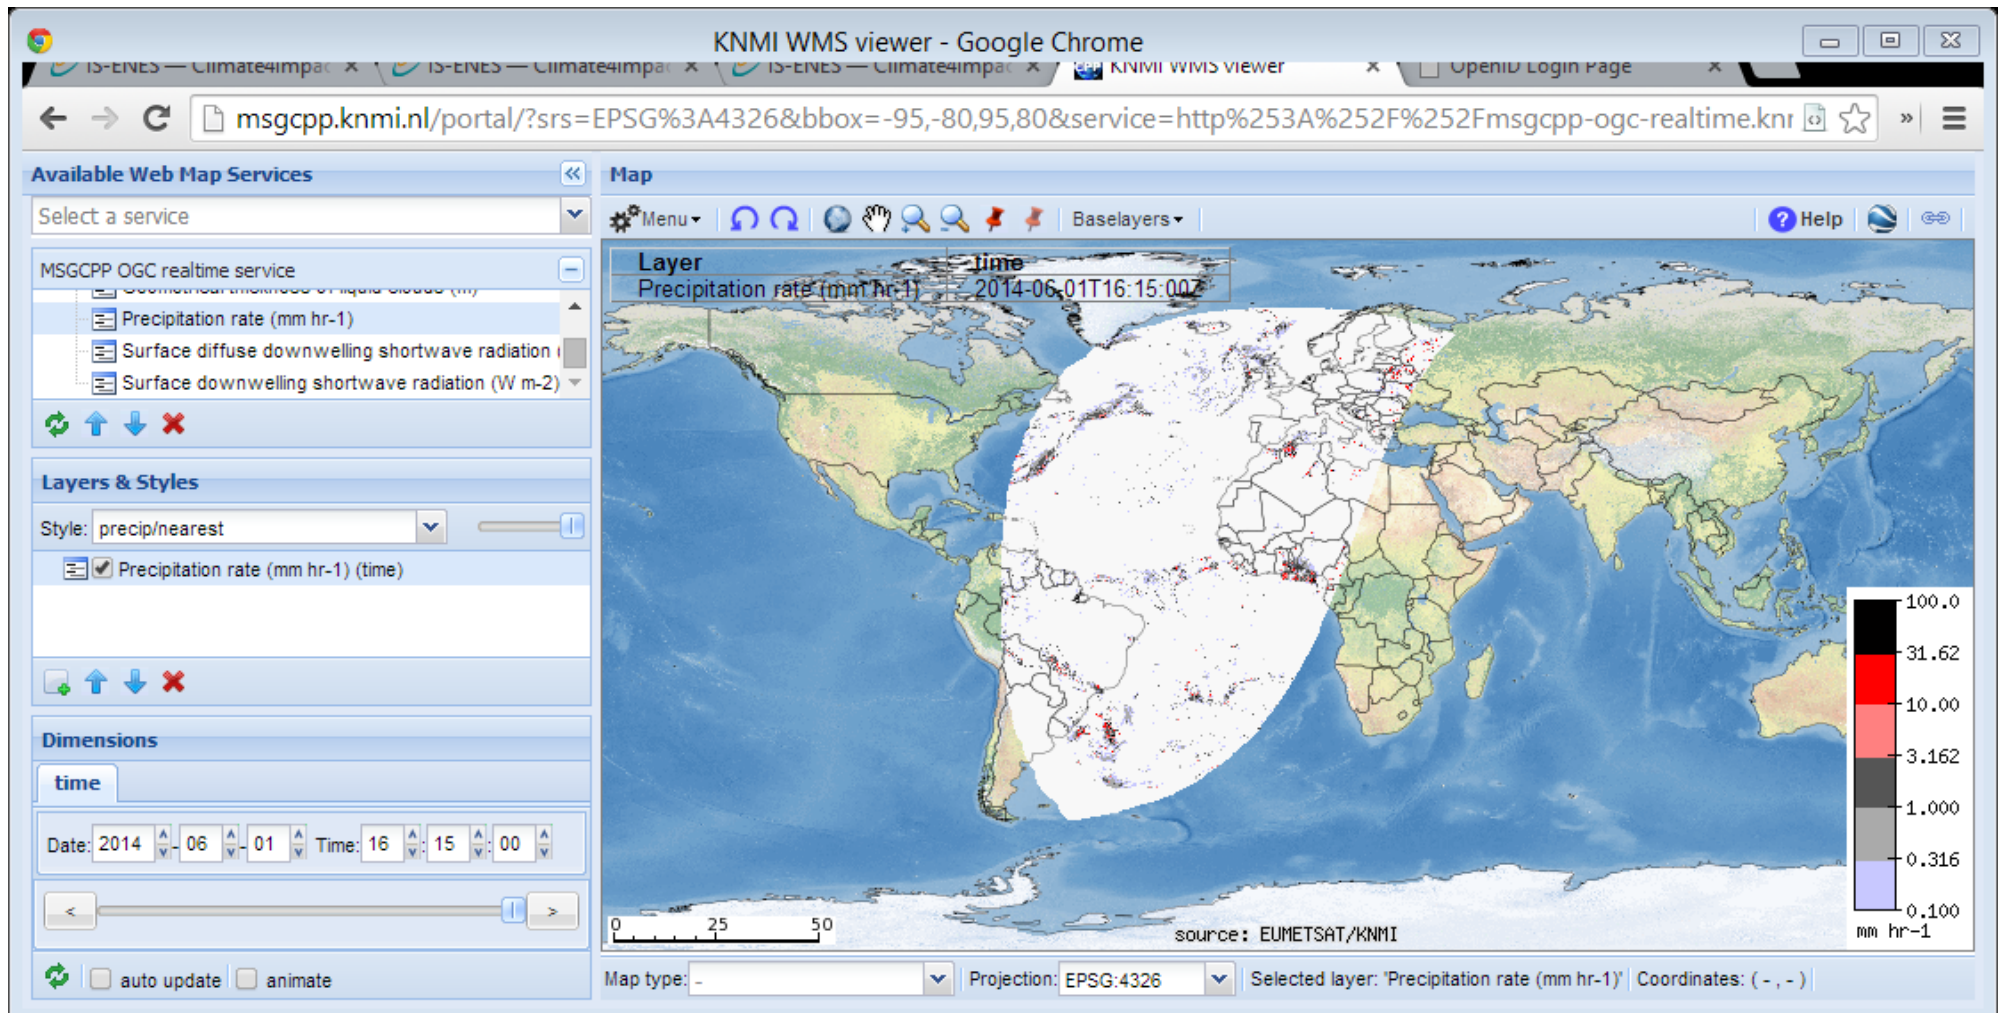 KNMI WMS viewer - Google Chrome
IS-ENES — Climate4Impac × IS-ENES — Climate4Impac × IS-ENES — Climate4Impac × KNMI WMS viewer × OpenID Login Page ×
msgcpp.knmi.nl/portal/?srs=EPSG%3A4326&bbox=-95,-80,95,80&service=http%253A%252F%252Fmsgcpp-ogc-realtime.knr »
Available Web Map Services
Select a service
MSGCPP OGC realtime service
Geometrical thickness of liquid clouds (m)
Precipitation rate (mm hr-1)
Surface diffuse downwelling shortwave radiation (
Surface downwelling shortwave radiation (W m-2)
Layers & Styles
Style: precip/nearest
Precipitation rate (mm hr-1) (time)
Dimensions
time
Date: 2014 - 06 - 01 Time: 16 : 15 : 00
< >
auto update animate
Map
Menu Baselayers Help
Layer time
Precipitation rate (mm hr-1) 2014-06-01T16:15:00Z
100.0
31.62
10.00
3.162
1.000
0.316
0.100
mm hr-1
0 25 50
source: EUMETSAT/KNMI
Map type: - Projection: EPSG:4326 Selected layer: 'Precipitation rate (mm hr-1)' Coordinates: ( - , - )